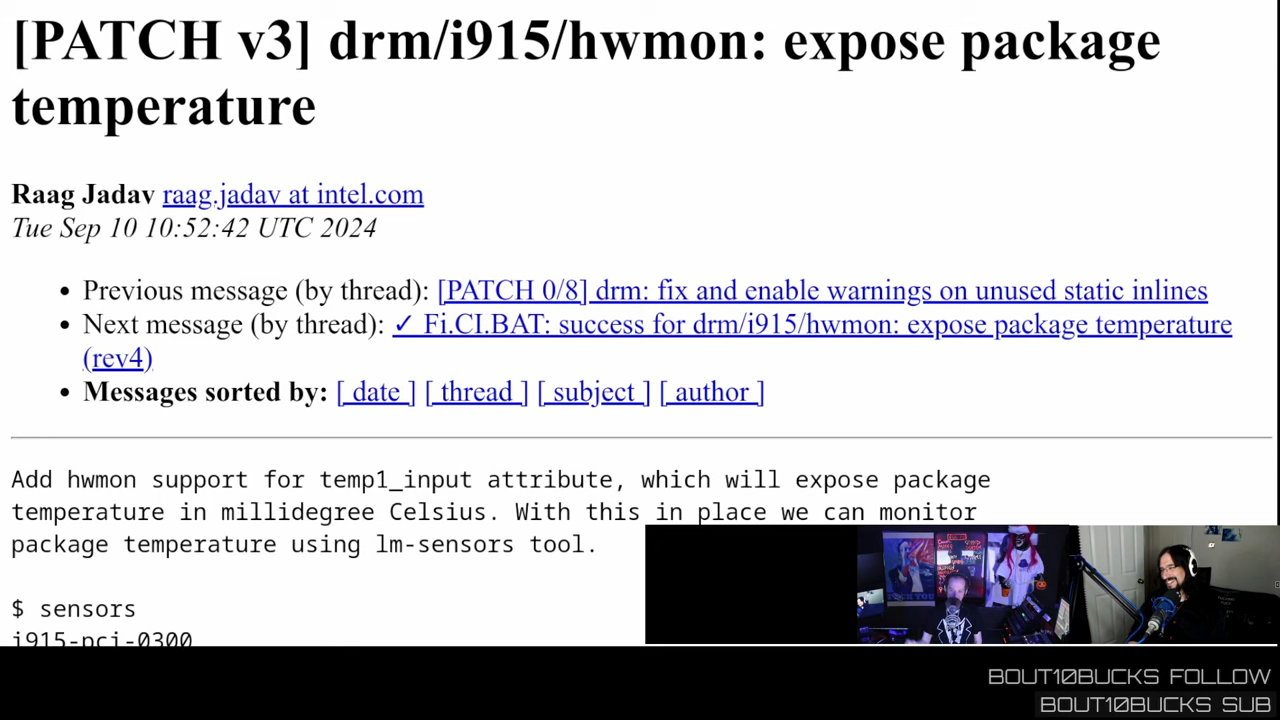 [PATCH v3] drm/i915/hwmon: expose package
temperature
Raag Jadav raag.jadav at intel.com
Tue Sep 10 10:52:42 UTC 2024
• Previous message (by thread): [PATCH 0/8] drm: fix and enable warnings on unused static inlines
• Next message (by thread): ✓ Fi.CI.BAT: success for drm/i915/hwmon: expose package temperature
(rev4)
• Messages sorted by: [ date ] [ thread ] [ subject ] [ author ]
Add hwmon support for temp1_input attribute, which will expose package
temperature in millidegree Celsius. With this in place we can monitor
package temperature using lm-sensors tool.
$ sensors
i915-pci-0300
BOUT10BUCKS FOLLOW
BOUT10BUCKS SUB